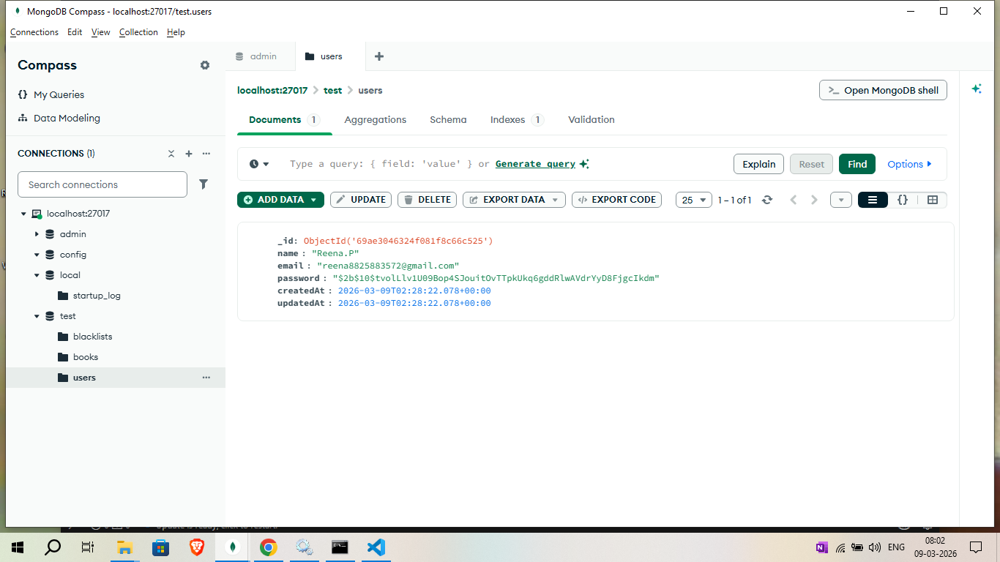 MongoDB Compass - localhost:27017/test.users
Connections Edit View Collection Help
Compass
My Queries
Data Modeling
CONNECTIONS (1)
Search connections
localhost:27017
admin
config
local
startup_log
test
blacklists
books
users
admin
users
localhost:27017 > test > users
Open MongoDB shell
Documents 1 Aggregations Schema Indexes 1 Validation
Type a query: { field: 'value' } or Generate query
Explain Reset Find Options
ADD DATA UPDATE DELETE EXPORT DATA EXPORT CODE 25 1 – 1 of 1
_id: ObjectId('69ae3046324f081f8c66c525')
name : "Reena.P"
email : "reena8825883572@gmail.com"
password : "$2b$10$tvolLlv1U09Bop4SJouitOvTTpkUkq6gddRlwAVdrYyD8FjgcIkdm"
createdAt : 2026-03-09T02:28:22.078+00:00
updatedAt : 2026-03-09T02:28:22.078+00:00
ENG
08:02
09-03-2026